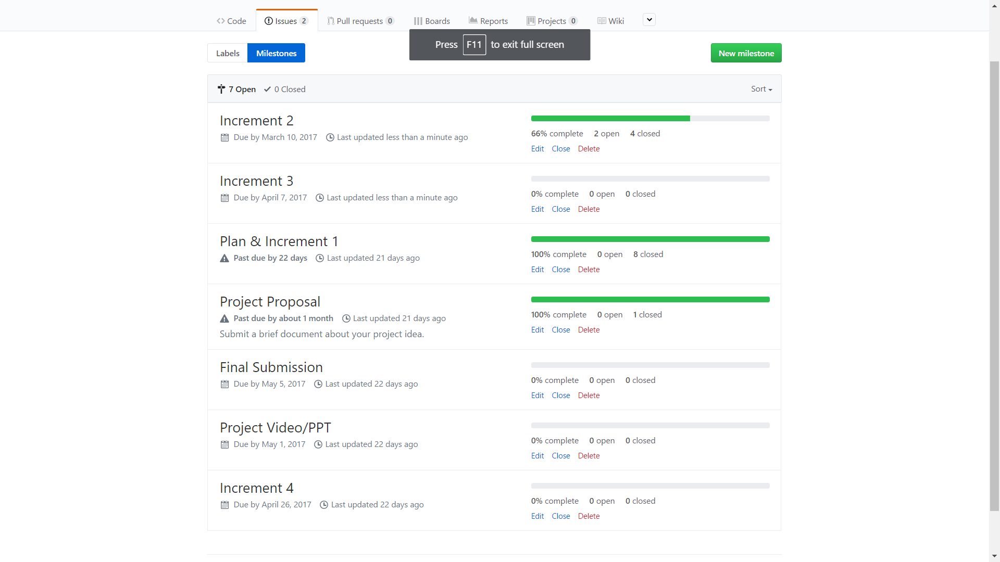 Code Issues 2 Pull requests 0 Boards Reports Projects 0 Wiki
Press F11 to exit full screen
Labels Milestones New milestone
7 Open 0 Closed Sort
Increment 2
Due by March 10, 2017 Last updated less than a minute ago
66% complete 2 open 4 closed
Edit Close Delete
Increment 3
Due by April 7, 2017 Last updated less than a minute ago
0% complete 0 open 0 closed
Edit Close Delete
Plan & Increment 1
Past due by 22 days Last updated 21 days ago
100% complete 0 open 8 closed
Edit Close Delete
Project Proposal
Past due by about 1 month Last updated 21 days ago
Submit a brief document about your project idea.
100% complete 0 open 1 closed
Edit Close Delete
Final Submission
Due by May 5, 2017 Last updated 22 days ago
0% complete 0 open 0 closed
Edit Close Delete
Project Video/PPT
Due by May 1, 2017 Last updated 22 days ago
0% complete 0 open 0 closed
Edit Close Delete
Increment 4
Due by April 26, 2017 Last updated 22 days ago
0% complete 0 open 0 closed
Edit Close Delete